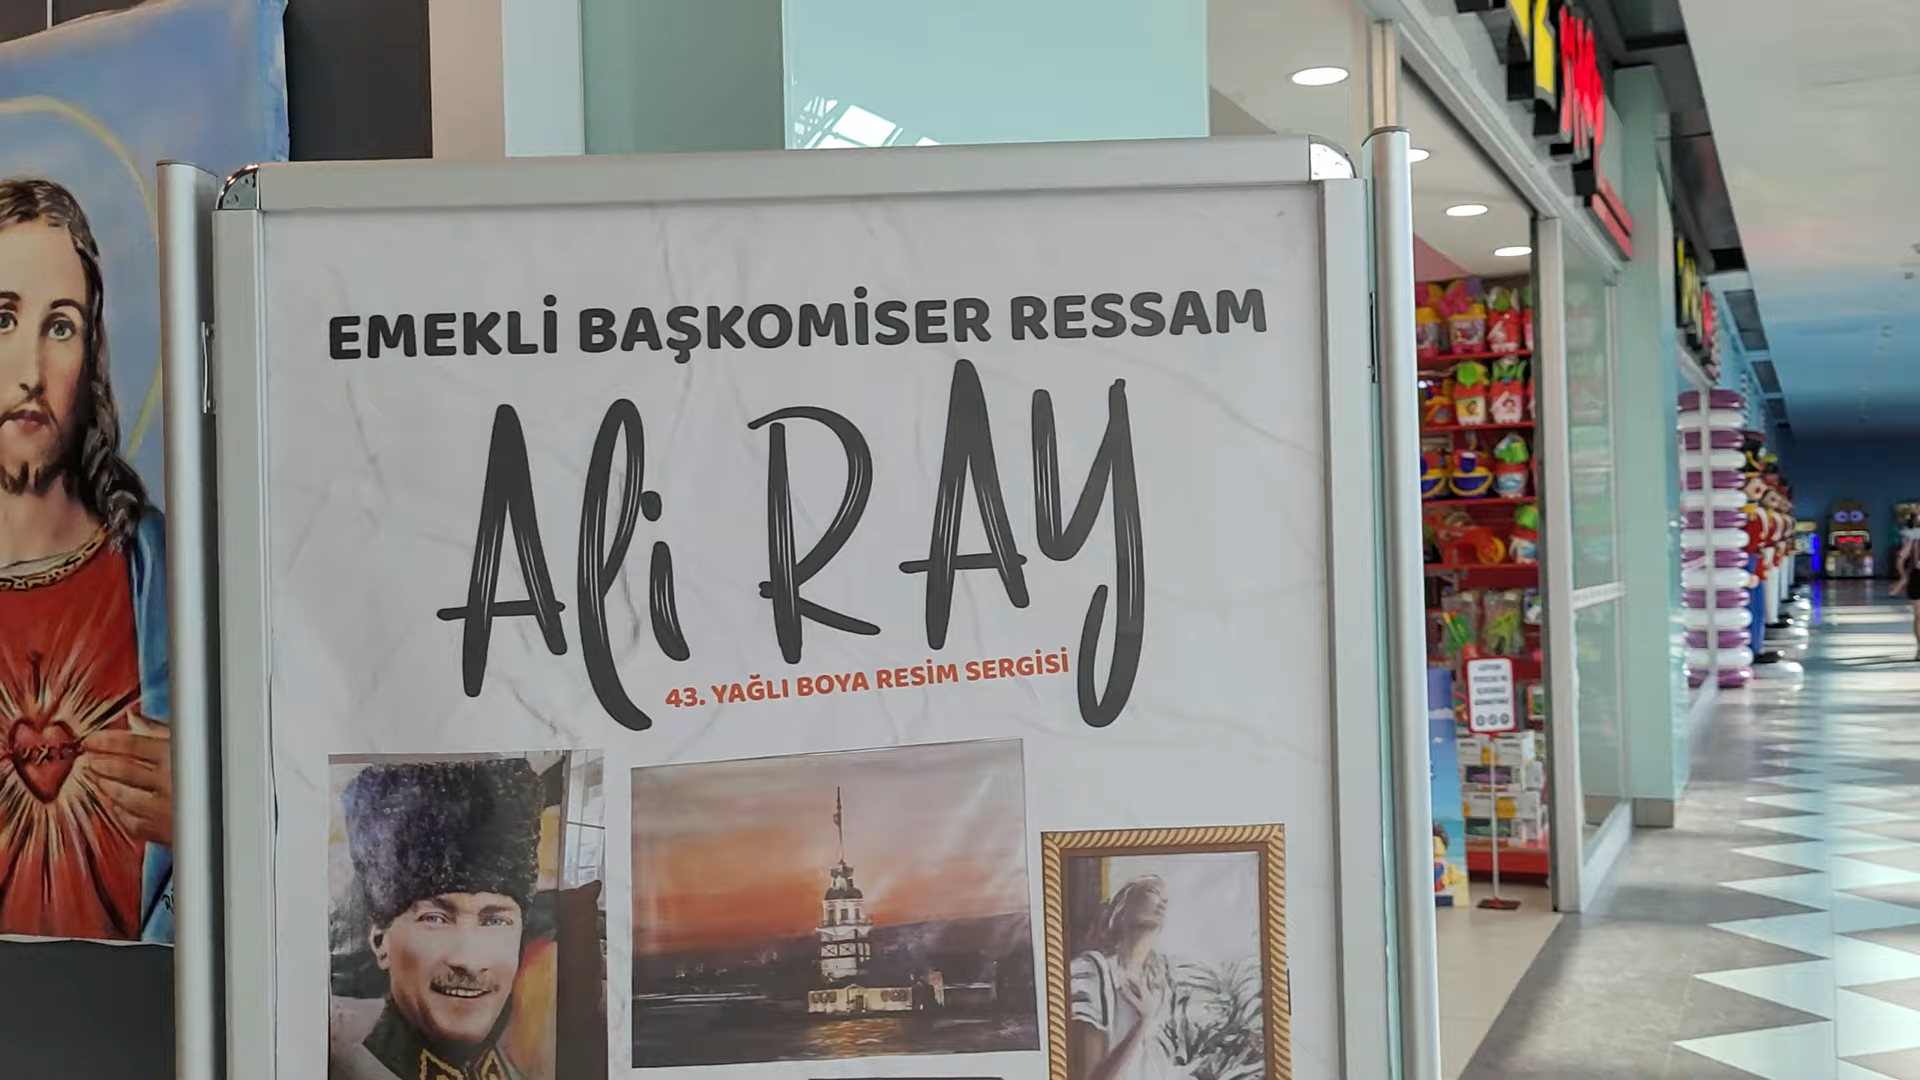 EMEKLİ BAŞKOMİSER RESSAM
Ali RAY
43. YAĞLI BOYA RESİM SERGİSİ